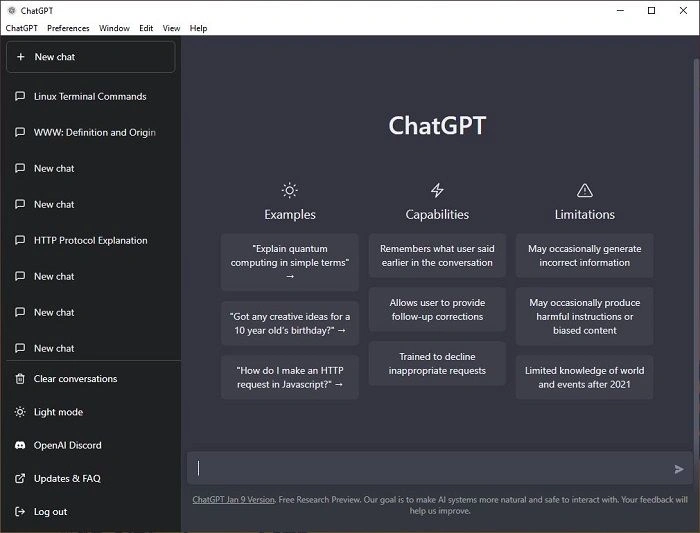 ChatGPT
ChatGPT Preferences Window Edit View Help
New chat
Linux Terminal Commands
WWW: Definition and Origin
New chat
New chat
HTTP Protocol Explanation
New chat
New chat
New chat
Clear conversations
Light mode
OpenAI Discord
Updates & FAQ
Log out
ChatGPT
Examples
"Explain quantum
computing in simple terms"
→
"Got any creative ideas for a
10 year old's birthday?" →
"How do I make an HTTP
request in Javascript?" →
Capabilities
Remembers what user said
earlier in the conversation
Allows user to provide
follow-up corrections
Trained to decline
inappropriate requests
Limitations
May occasionally generate
incorrect information
May occasionally produce
harmful instructions or
biased content
Limited knowledge of world
and events after 2021
ChatGPT Jan 9 Version. Free Research Preview. Our goal is to make AI systems more natural and safe to interact with. Your feedback will
help us improve.